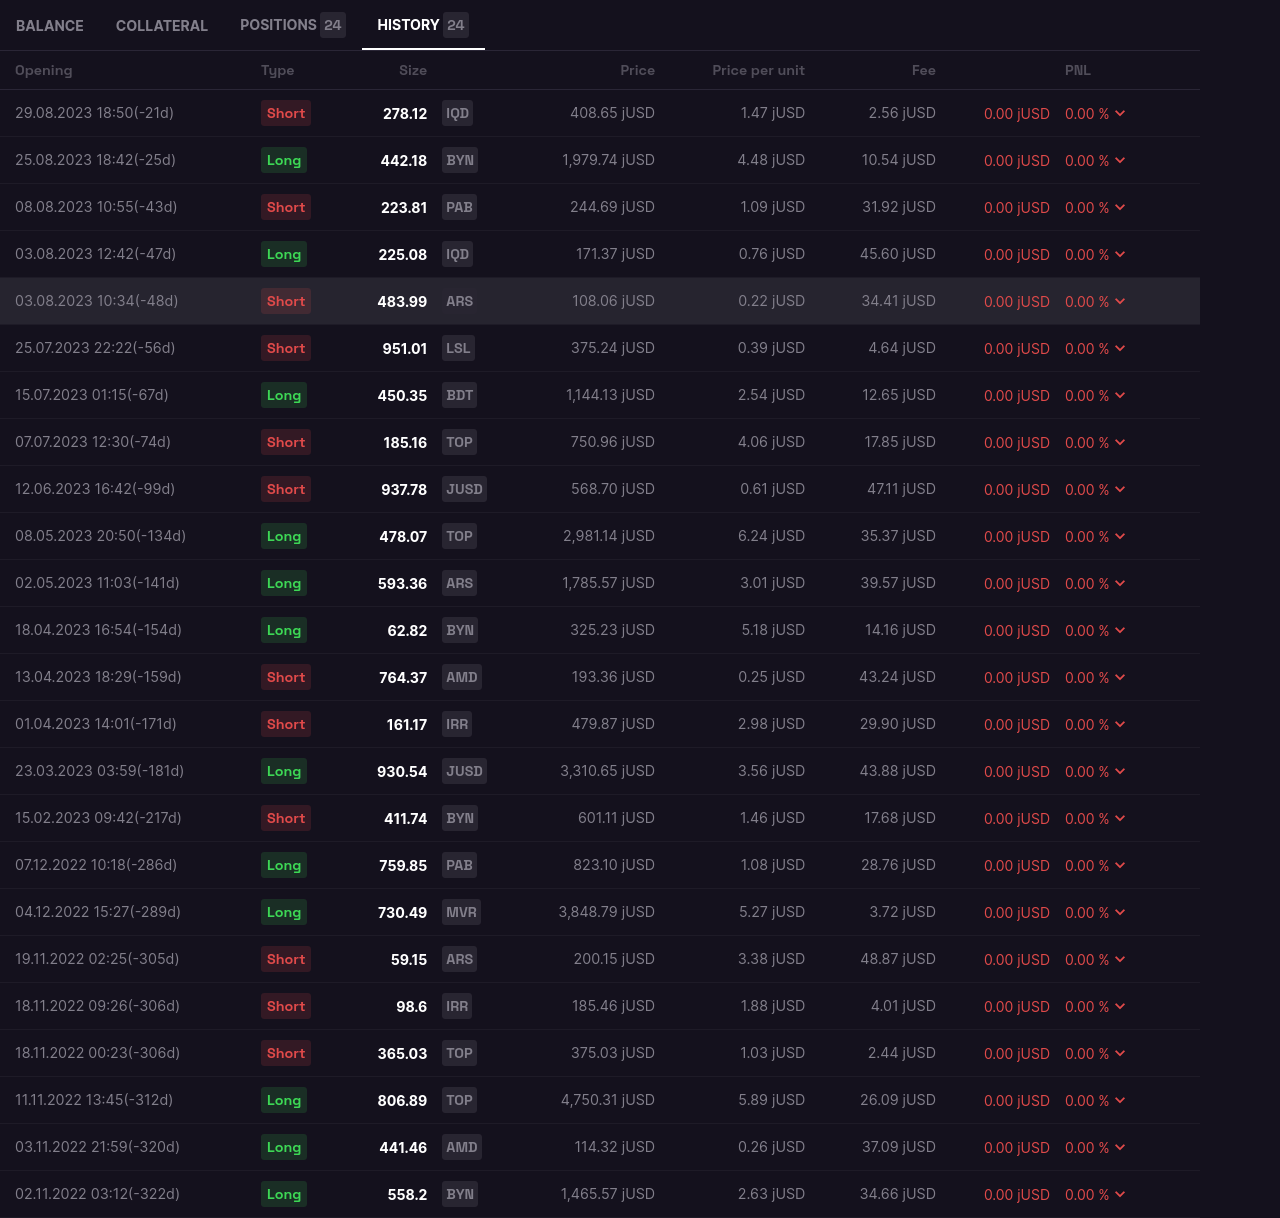 BALANCE COLLATERAL POSITIONS 24 HISTORY 24
Opening Type Size Price Price per unit Fee PNL
29.08.2023 18:50(-21d) Short 278.12 IQD 408.65 jUSD 1.47 jUSD 2.56 jUSD 0.00 jUSD 0.00 %
25.08.2023 18:42(-25d) Long 442.18 BYN 1,979.74 jUSD 4.48 jUSD 10.54 jUSD 0.00 jUSD 0.00 %
08.08.2023 10:55(-43d) Short 223.81 PAB 244.69 jUSD 1.09 jUSD 31.92 jUSD 0.00 jUSD 0.00 %
03.08.2023 12:42(-47d) Long 225.08 IQD 171.37 jUSD 0.76 jUSD 45.60 jUSD 0.00 jUSD 0.00 %
03.08.2023 10:34(-48d) Short 483.99 ARS 108.06 jUSD 0.22 jUSD 34.41 jUSD 0.00 jUSD 0.00 %
25.07.2023 22:22(-56d) Short 951.01 LSL 375.24 jUSD 0.39 jUSD 4.64 jUSD 0.00 jUSD 0.00 %
15.07.2023 01:15(-67d) Long 450.35 BDT 1,144.13 jUSD 2.54 jUSD 12.65 jUSD 0.00 jUSD 0.00 %
07.07.2023 12:30(-74d) Short 185.16 TOP 750.96 jUSD 4.06 jUSD 17.85 jUSD 0.00 jUSD 0.00 %
12.06.2023 16:42(-99d) Short 937.78 JUSD 568.70 jUSD 0.61 jUSD 47.11 jUSD 0.00 jUSD 0.00 %
08.05.2023 20:50(-134d) Long 478.07 TOP 2,981.14 jUSD 6.24 jUSD 35.37 jUSD 0.00 jUSD 0.00 %
02.05.2023 11:03(-141d) Long 593.36 ARS 1,785.57 jUSD 3.01 jUSD 39.57 jUSD 0.00 jUSD 0.00 %
18.04.2023 16:54(-154d) Long 62.82 BYN 325.23 jUSD 5.18 jUSD 14.16 jUSD 0.00 jUSD 0.00 %
13.04.2023 18:29(-159d) Short 764.37 AMD 193.36 jUSD 0.25 jUSD 43.24 jUSD 0.00 jUSD 0.00 %
01.04.2023 14:01(-171d) Short 161.17 IRR 479.87 jUSD 2.98 jUSD 29.90 jUSD 0.00 jUSD 0.00 %
23.03.2023 03:59(-181d) Long 930.54 JUSD 3,310.65 jUSD 3.56 jUSD 43.88 jUSD 0.00 jUSD 0.00 %
15.02.2023 09:42(-217d) Short 411.74 BYN 601.11 jUSD 1.46 jUSD 17.68 jUSD 0.00 jUSD 0.00 %
07.12.2022 10:18(-286d) Long 759.85 PAB 823.10 jUSD 1.08 jUSD 28.76 jUSD 0.00 jUSD 0.00 %
04.12.2022 15:27(-289d) Long 730.49 MVR 3,848.79 jUSD 5.27 jUSD 3.72 jUSD 0.00 jUSD 0.00 %
19.11.2022 02:25(-305d) Short 59.15 ARS 200.15 jUSD 3.38 jUSD 48.87 jUSD 0.00 jUSD 0.00 %
18.11.2022 09:26(-306d) Short 98.6 IRR 185.46 jUSD 1.88 jUSD 4.01 jUSD 0.00 jUSD 0.00 %
18.11.2022 00:23(-306d) Short 365.03 TOP 375.03 jUSD 1.03 jUSD 2.44 jUSD 0.00 jUSD 0.00 %
11.11.2022 13:45(-312d) Long 806.89 TOP 4,750.31 jUSD 5.89 jUSD 26.09 jUSD 0.00 jUSD 0.00 %
03.11.2022 21:59(-320d) Long 441.46 AMD 114.32 jUSD 0.26 jUSD 37.09 jUSD 0.00 jUSD 0.00 %
02.11.2022 03:12(-322d) Long 558.2 BYN 1,465.57 jUSD 2.63 jUSD 34.66 jUSD 0.00 jUSD 0.00 %